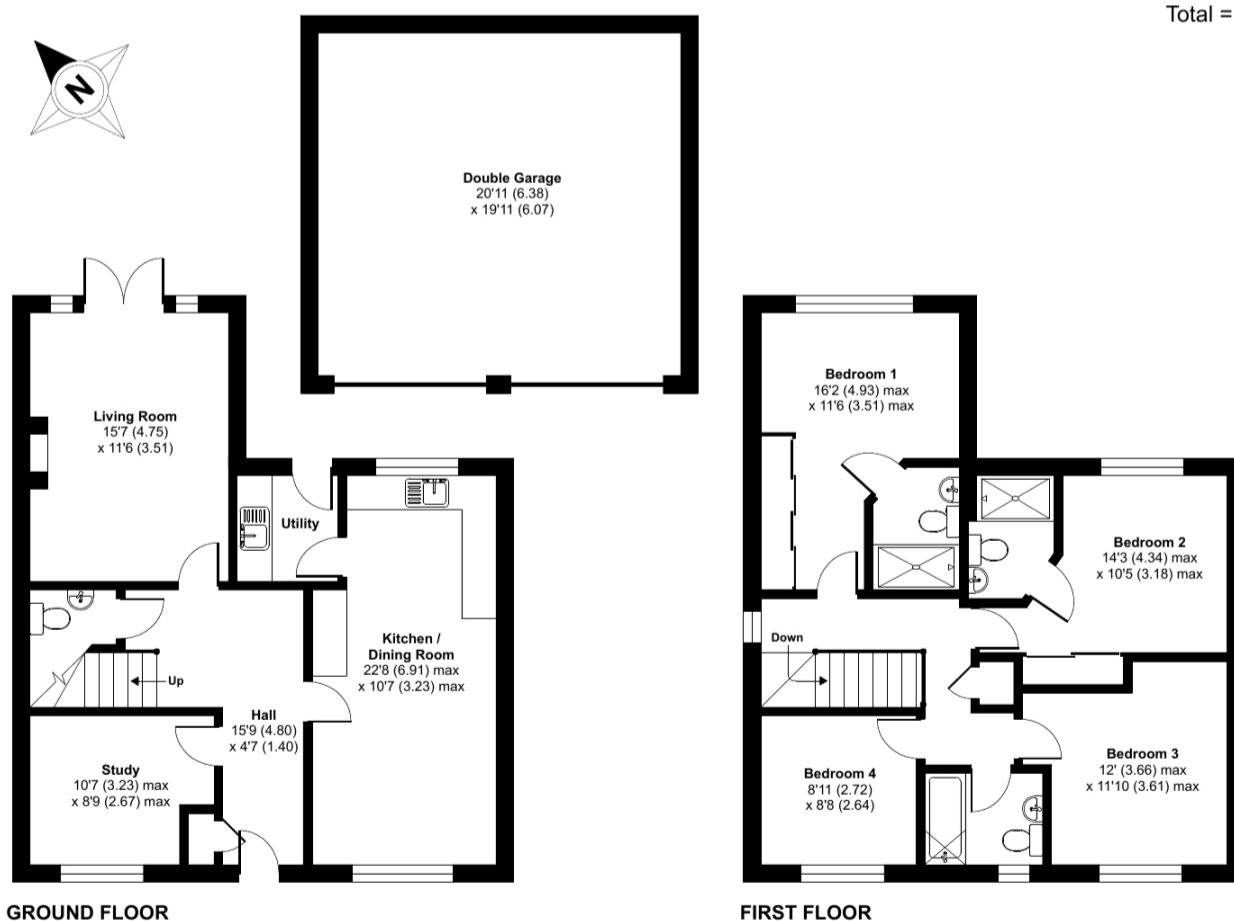 Total =
N
Double Garage
20'11 (6.38)
x 19'11 (6.07)
Living Room
15'7 (4.75)
x 11'6 (3.51)
Utility
Kitchen /
Dining Room
22'8 (6.91) max
x 10'7 (3.23) max
Up
Hall
15'9 (4.80)
x 4'7 (1.40)
Study
10'7 (3.23) max
x 8'9 (2.67) max
GROUND FLOOR
Bedroom 1
16'2 (4.93) max
x 11'6 (3.51) max
Bedroom 2
14'3 (4.34) max
x 10'5 (3.18) max
Down
Bedroom 3
12' (3.66) max
x 11'10 (3.61) max
Bedroom 4
8'11 (2.72)
x 8'8 (2.64)
FIRST FLOOR